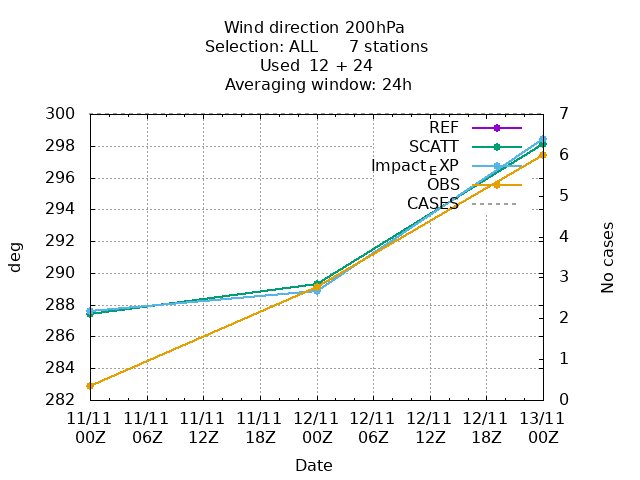 Wind direction 200hPa
Selection: ALL 7 stations
Used 12 + 24
Averaging window: 24h
300
298
296
294
292
290
288
286
284
282
deg
7
6
5
4
3
2
1
0
No cases
REF
SCATT
Impact_EXP
OBS
CASES
11/11 11/11 11/11 11/11 12/11 12/11 12/11 12/11 13/11
00Z 06Z 12Z 18Z 00Z 06Z 12Z 18Z 00Z
Date